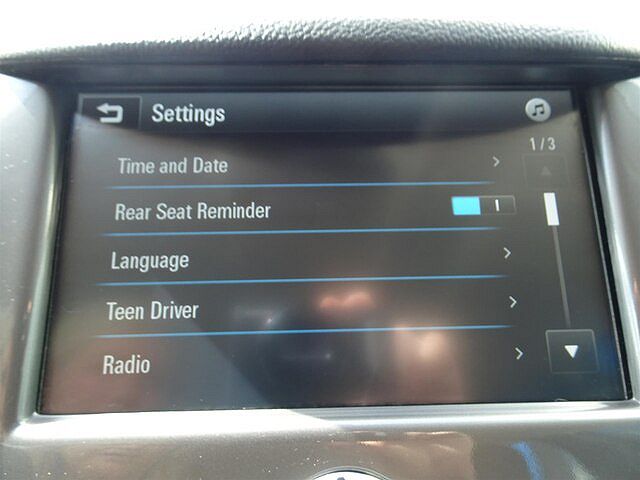 Settings
1/3
Time and Date
Rear Seat Reminder
Language
Teen Driver
Radio